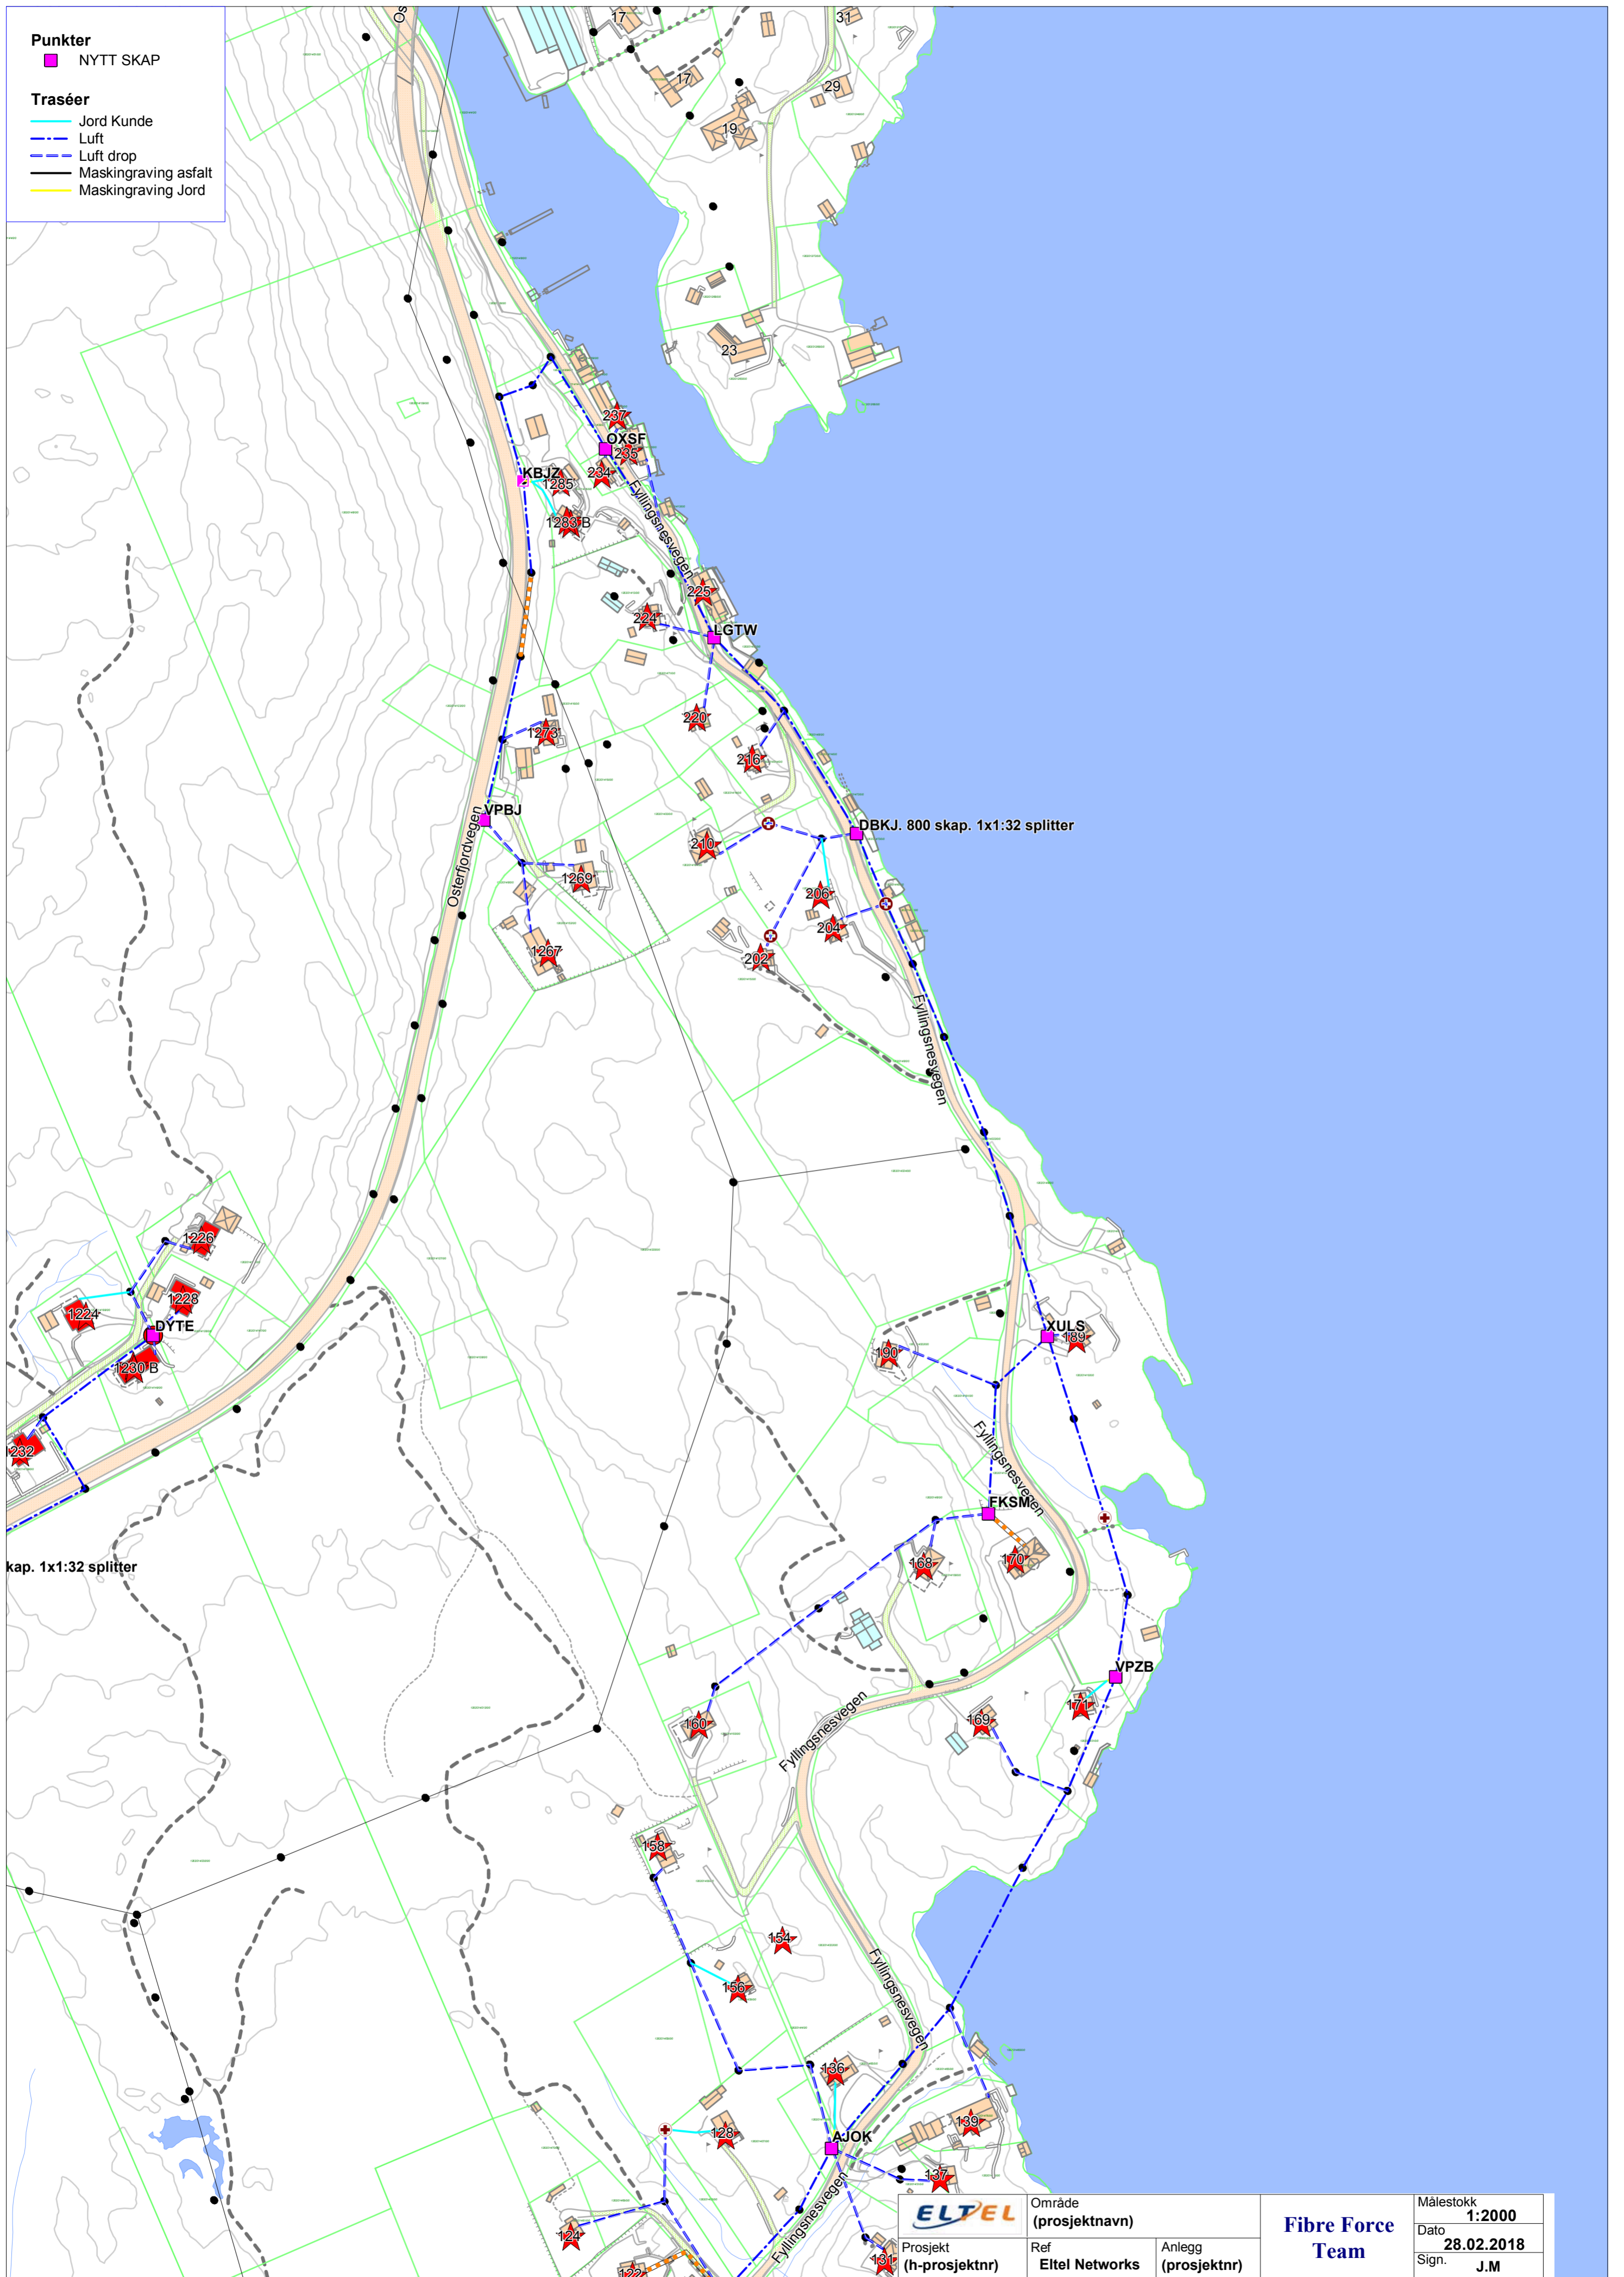 Punkter
NYTT SKAP
Traséer
Jord Kunde
Luft
Luft drop
Maskingraving asfalt
Maskingraving Jord
Os
17
31
17
29
19
23
237
OXSF
235
KBJZ
234
1285
1283 B
Fyllingsnesvegen
225
224
LGTW
220
1273
216
VPBJ
DBKJ. 800 skap. 1x1:32 splitter
210
Osterfjordvegen
1269
206
204
1267
202
Fyllingsnesvegen
1226
1228
1224
DYTE
XULS
189
190
1230 B
1232
Fyllingsnesvegen
FKSM
kap. 1x1:32 splitter
168
170
VPZB
171
169
160
Fyllingsnesvegen
158
154
156
Fyllingsnesvegen
136
139
128
AJOK
137
Fyllingsnesvegen
124
131
122
ELTEL
Område
(prosjektnavn)
Prosjekt
(h-prosjektnr)
Ref
Eltel Networks
Anlegg
(prosjektnr)
Fibre Force
Team
Målestokk
1:2000
Dato
28.02.2018
Sign.
J.M